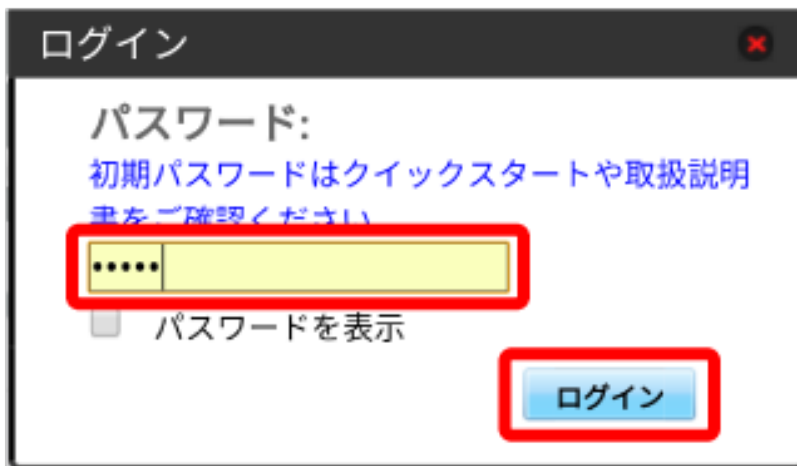 ログイン
パスワード:
初期パスワードはクイックスタートや取扱説明
書をご確認ください
•••••
パスワードを表示
ログイン